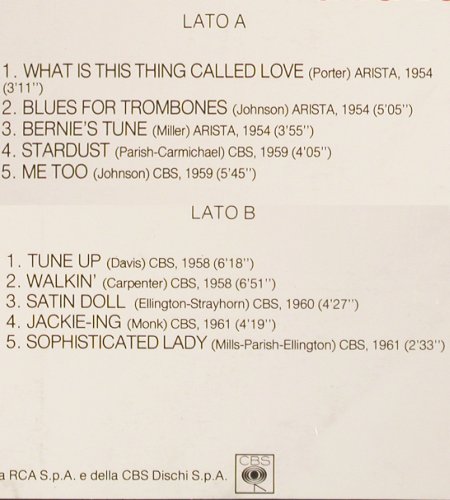 LATO A
1. WHAT IS THIS THING CALLED LOVE (Porter) ARISTA, 1954
(3'11'')
2. BLUES FOR TROMBONES (Johnson) ARISTA, 1954 (5'05'')
3. BERNIE'S TUNE (Miller) ARISTA, 1954 (3'55'')
4. STARDUST (Parish-Carmichael) CBS, 1959 (4'05'')
5. ME TOO (Johnson) CBS, 1959 (5'45'')
LATO B
1. TUNE UP (Davis) CBS, 1958 (6'18'')
2. WALKIN' (Carpenter) CBS, 1958 (6'51'')
3. SATIN DOLL (Ellington-Strayhorn) CBS, 1960 (4'27'')
4. JACKIE-ING (Monk) CBS, 1961 (4'19'')
5. SOPHISTICATED LADY (Mills-Parish-Ellington) CBS, 1961 (2'33'')
a RCA S.p.A. e della CBS Dischi S.p.A.
CBS